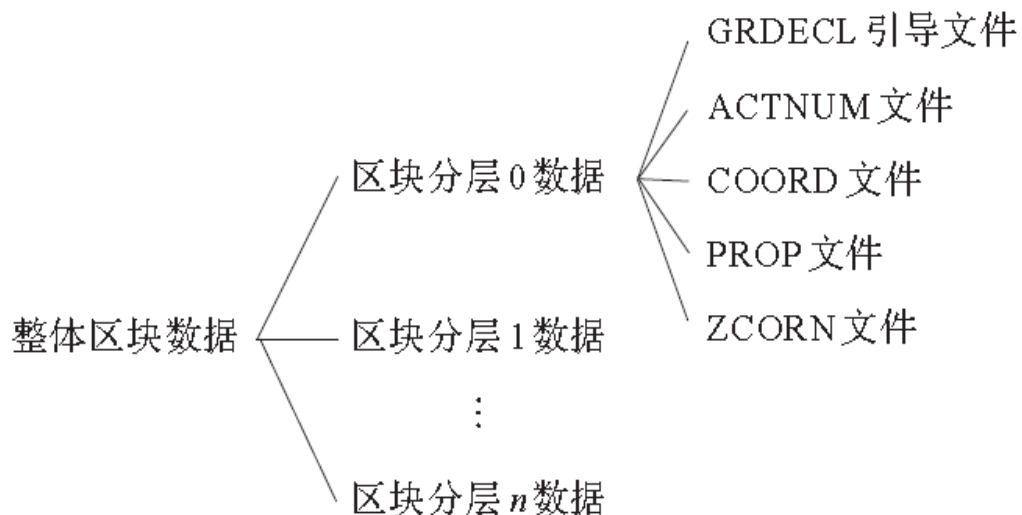 GRDECL 引导文件
ACTNUM 文件
区块分层 0 数据
COORD 文件
PROP 文件
整体区块数据
区块分层 1 数据
ZCORN 文件
⋮
区块分层 n 数据